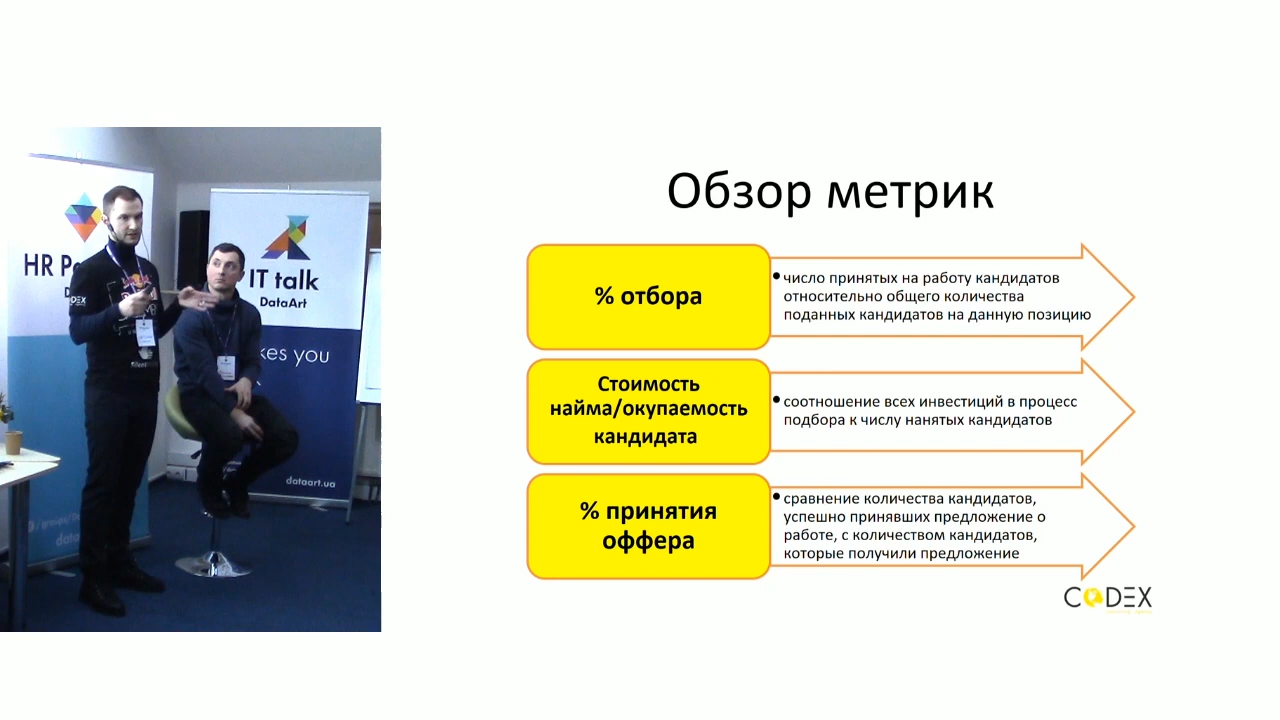 Обзор метрик
% отбора
• число принятых на работу кандидатов
относительно общего количества
поданных кандидатов на данную позицию
Стоимость
найма/окупаемость
кандидата
• соотношение всех инвестиций в процесс
подбора к числу нанятых кандидатов
% принятия
оффера
• сравнение количества кандидатов,
успешно принявших предложение о
работе, с количеством кандидатов,
которые получили предложение
CODEX
HR
IT talk
DataArt
kes you
dataart.ua